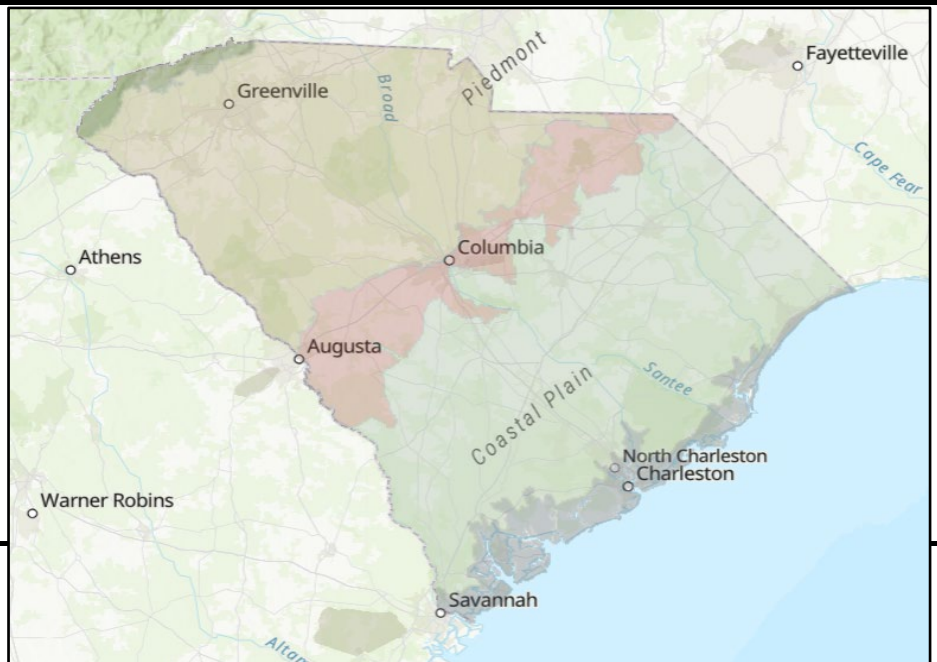 Piedmont
Fayetteville
Greenville
Broad
Cape Fear
Columbia
Athens
Augusta
Santee
Coastal Plain
North Charleston
Charleston
Warner Robins
Savannah